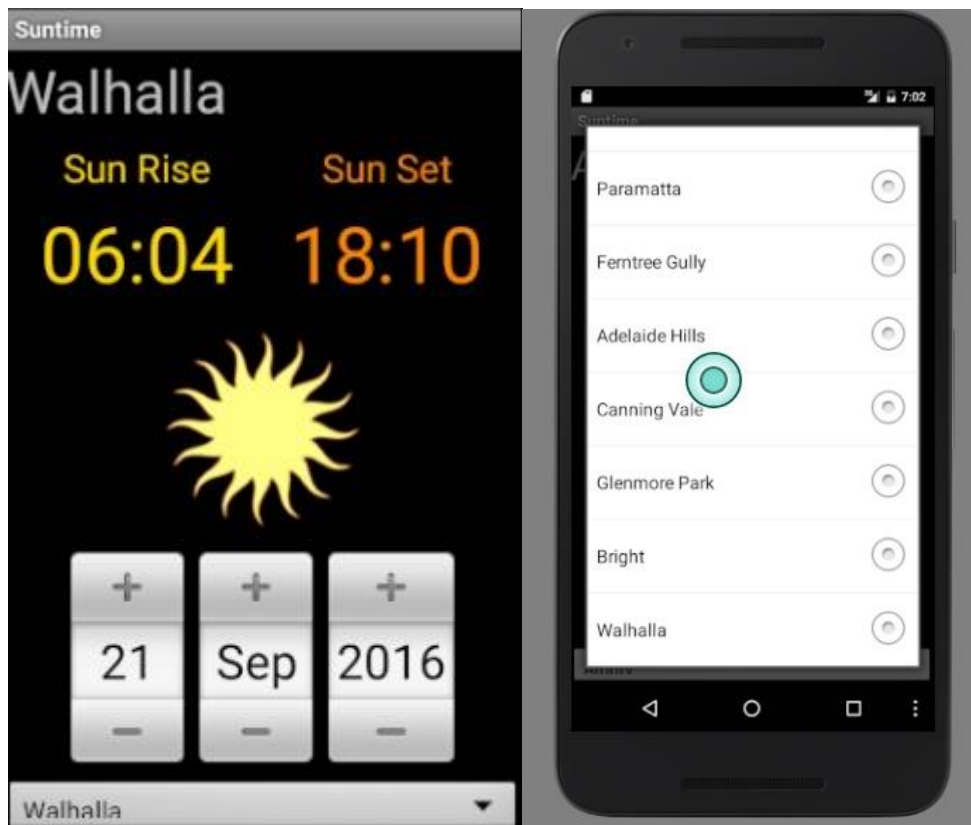 Suntime
Walhalla
Sun Rise Sun Set
06:04 18:10
+ + +
21 Sep 2016
- - -
Walhalla
7:02
Suntime
Paramatta
Ferntree Gully
Adelaide Hills
Canning Vale
Glenmore Park
Bright
Walhalla